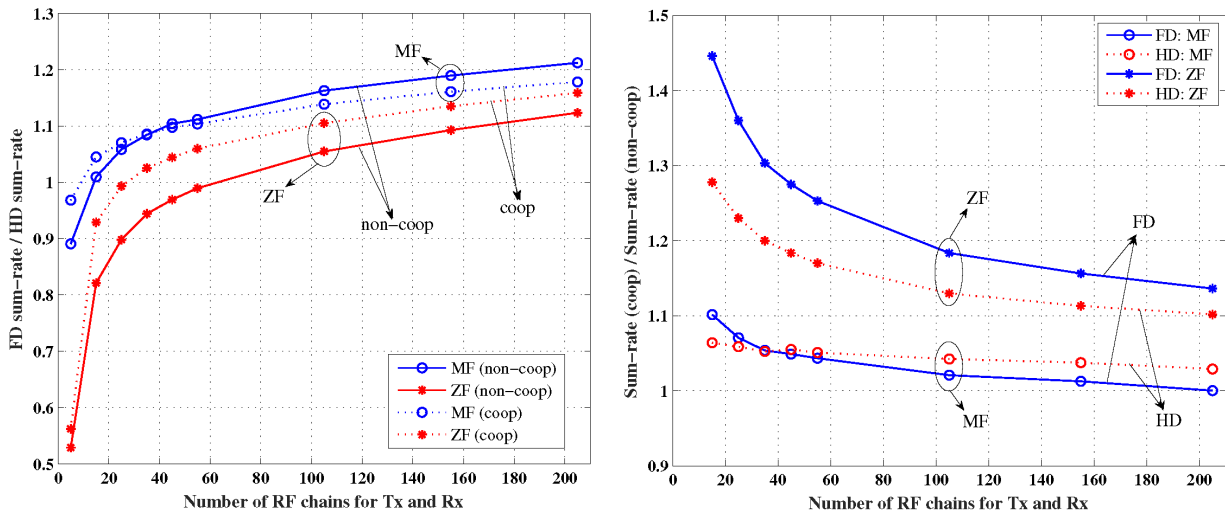 FD sum−rate / HD sum−rate
1.3
1.2
1.1
1
0.9
0.8
0.7
0.6
0.5
0
20
40
60
80
100
120
140
160
180
200
Number of RF chains for Tx and Rx
MF
ZF
non−coop
coop
MF (non−coop)
ZF (non−coop)
MF (coop)
ZF (coop)
Sum−rate (coop) / Sum−rate (non−coop)
1.5
1.4
1.3
1.2
1.1
1
0.9
0
20
40
60
80
100
120
140
160
180
200
Number of RF chains for Tx and Rx
FD: MF
HD: MF
FD: ZF
HD: ZF
ZF
FD
MF
HD